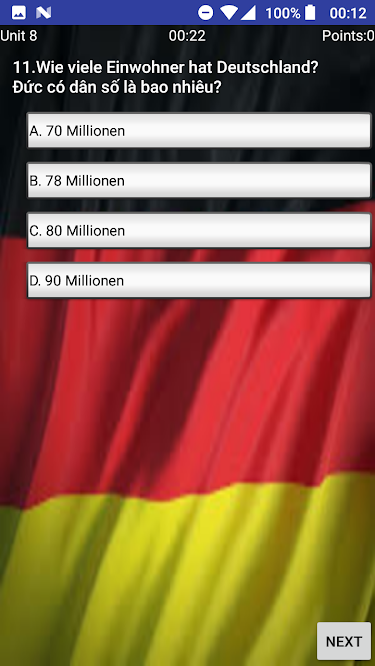 100% 00:12
Unit 8 00:22 Points:0
11.Wie viele Einwohner hat Deutschland?
Đức có dân số là bao nhiêu?
A. 70 Millionen
B. 78 Millionen
C. 80 Millionen
D. 90 Millionen
NEXT